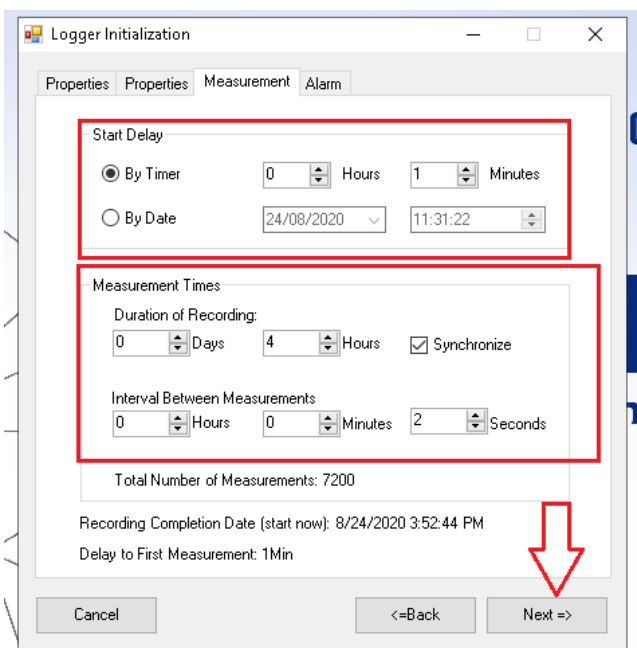 Logger Initialization
Properties Properties Measurement Alarm
Start Delay
By Timer 0 Hours 1 Minutes
By Date 24/08/2020 11:31:22
Measurement Times
Duration of Recording:
0 Days 4 Hours Synchronize
Interval Between Measurements
0 Hours 0 Minutes 2 Seconds
Total Number of Measurements: 7200
Recording Completion Date (start now): 8/24/2020 3:52:44 PM
Delay to First Measurement: 1Min
Cancel <=Back Next =>